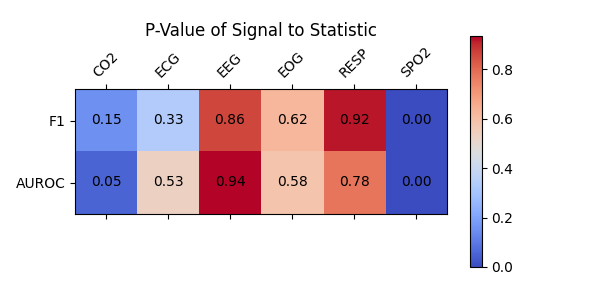 P-Value of Signal to Statistic
CO2 ECG EEG EOG RESP SPO2
F1 0.15 0.33 0.86 0.62 0.92 0.00
AUROC 0.05 0.53 0.94 0.58 0.78 0.00
0.8
0.6
0.4
0.2
0.0